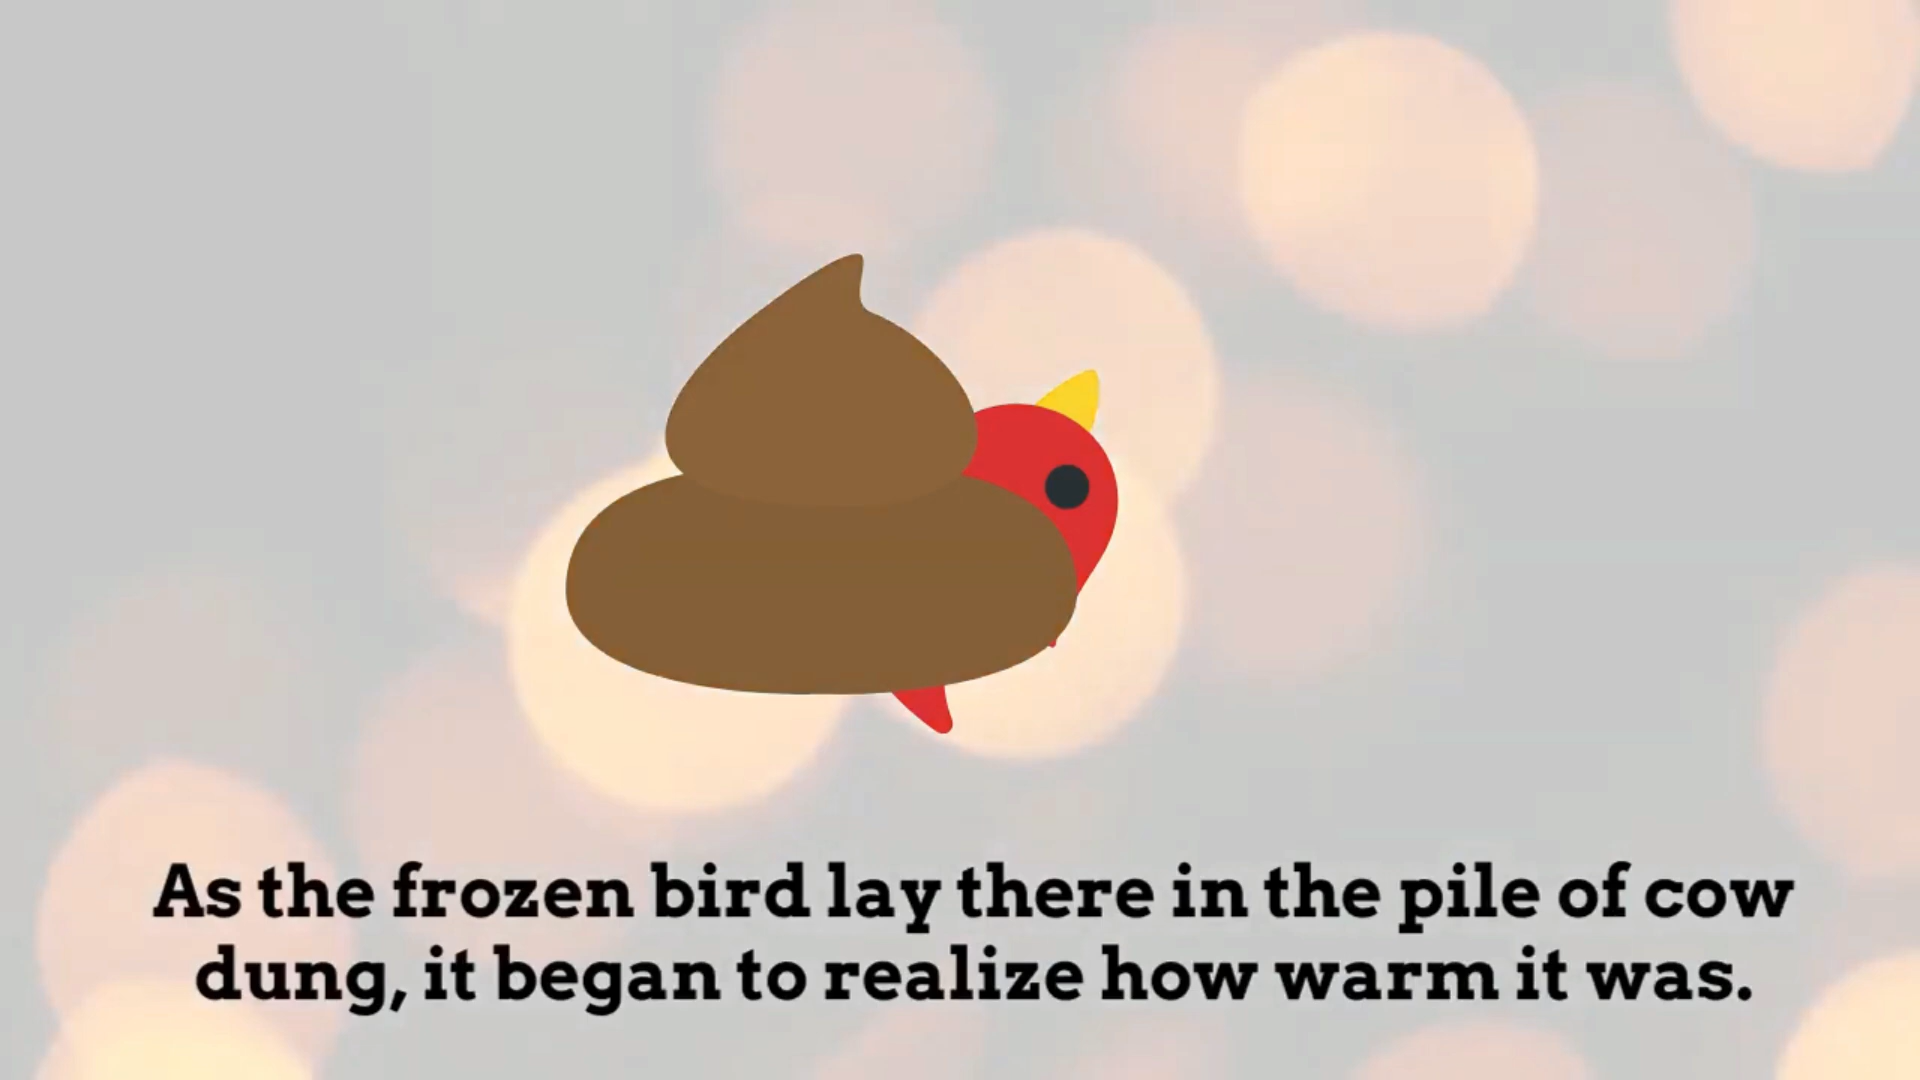 As the frozen bird lay there in the pile of cow
dung, it began to realize how warm it was.